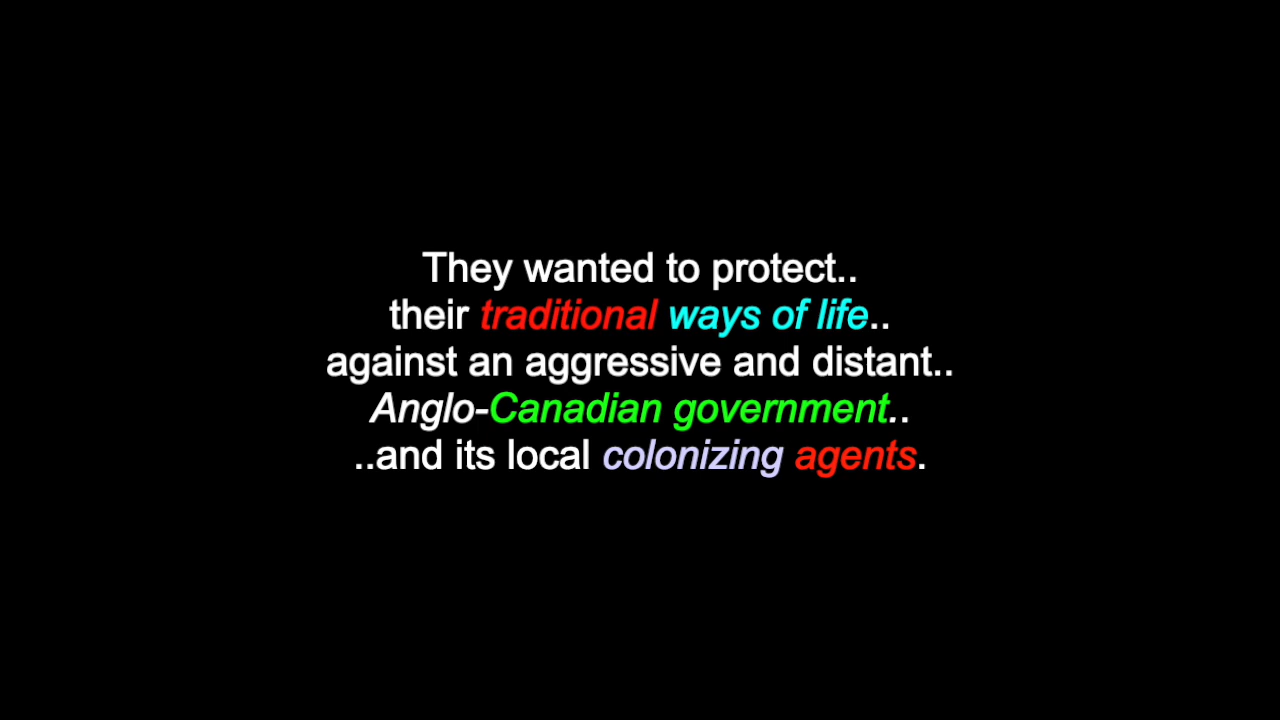 They wanted to protect..
their traditional ways of life..
against an aggressive and distant..
Anglo-Canadian government..
..and its local colonizing agents.